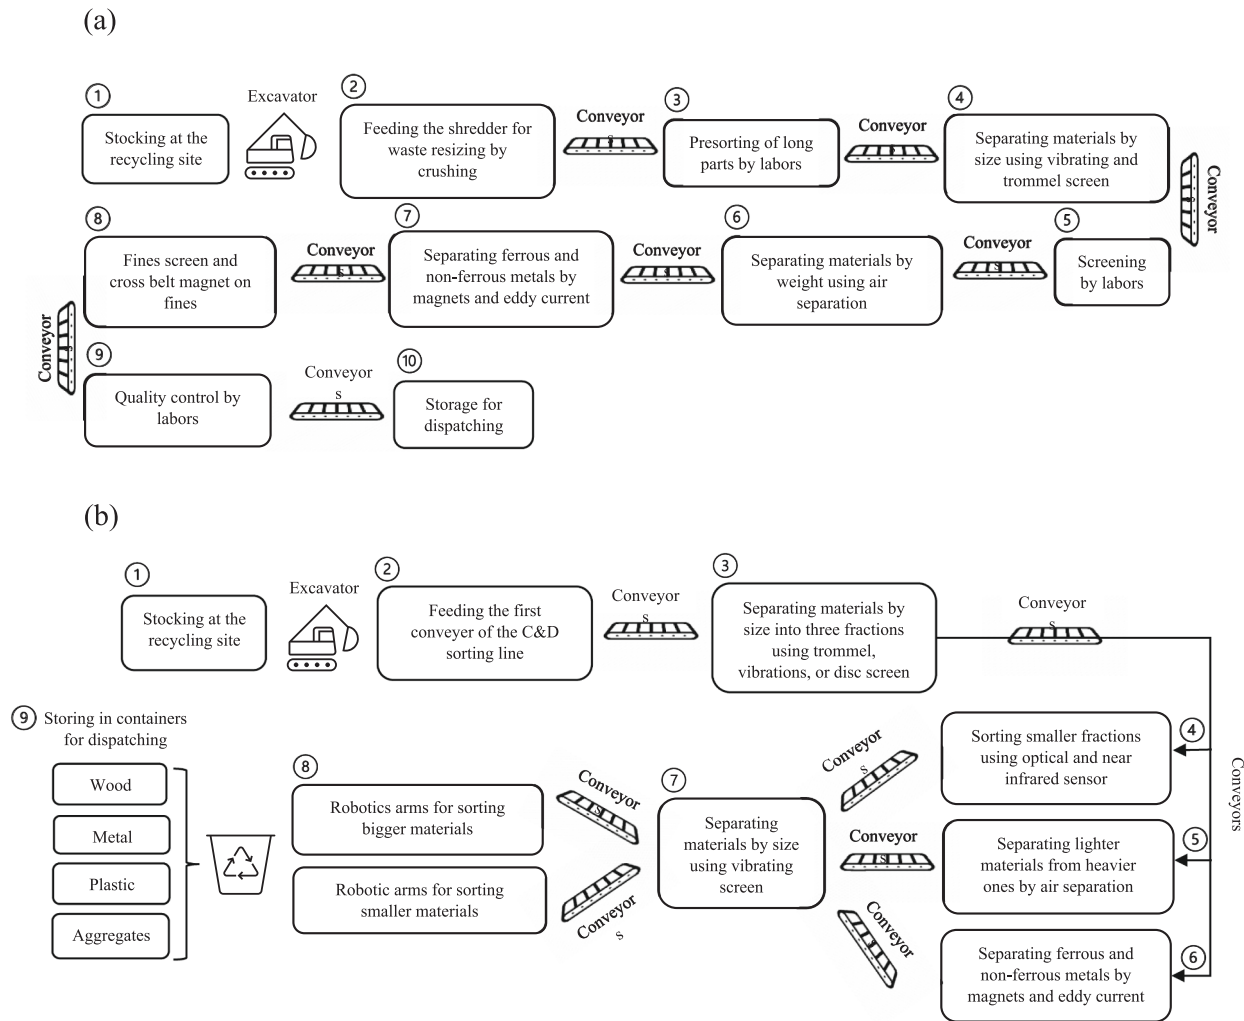 (a)
① Stocking at the
recycling site
Excavator
② Feeding the shredder for
waste resizing by
crushing
Conveyor
s
③ Presorting of long
parts by labors
Conveyor
s
④ Separating materials by
size using vibrating and
trommel screen
Conveyor
s
⑤ Screening
by labors
Conveyor
s
⑥ Separating materials by
weight using air
separation
Conveyor
s
⑦ Separating ferrous and
non-ferrous metals by
magnets and eddy current
Conveyor
s
⑧ Fines screen and
cross belt magnet on
fines
Conveyor
s
⑨ Quality control by
labors
Conveyor
s
⑩ Storage for
dispatching
(b)
① Stocking at the
recycling site
Excavator
② Feeding the first
conveyer of the C&D
sorting line
Conveyor
s
③ Separating materials by
size into three fractions
using trommel,
vibrations, or disc screen
Conveyor
s
Conveyors
④ Sorting smaller fractions
using optical and near
infrared sensor
Conveyor
s
⑤ Separating lighter
materials from heavier
ones by air separation
Conveyor
s
⑥ Separating ferrous and
non-ferrous metals by
magnets and eddy current
Conveyor
s
⑦ Separating
materials by size
using vibrating
screen
Conveyor
s
Conveyor
s
⑧ Robotics arms for sorting
bigger materials
Robotic arms for sorting
smaller materials
⑨ Storing in containers
for dispatching
Wood
Metal
Plastic
Aggregates